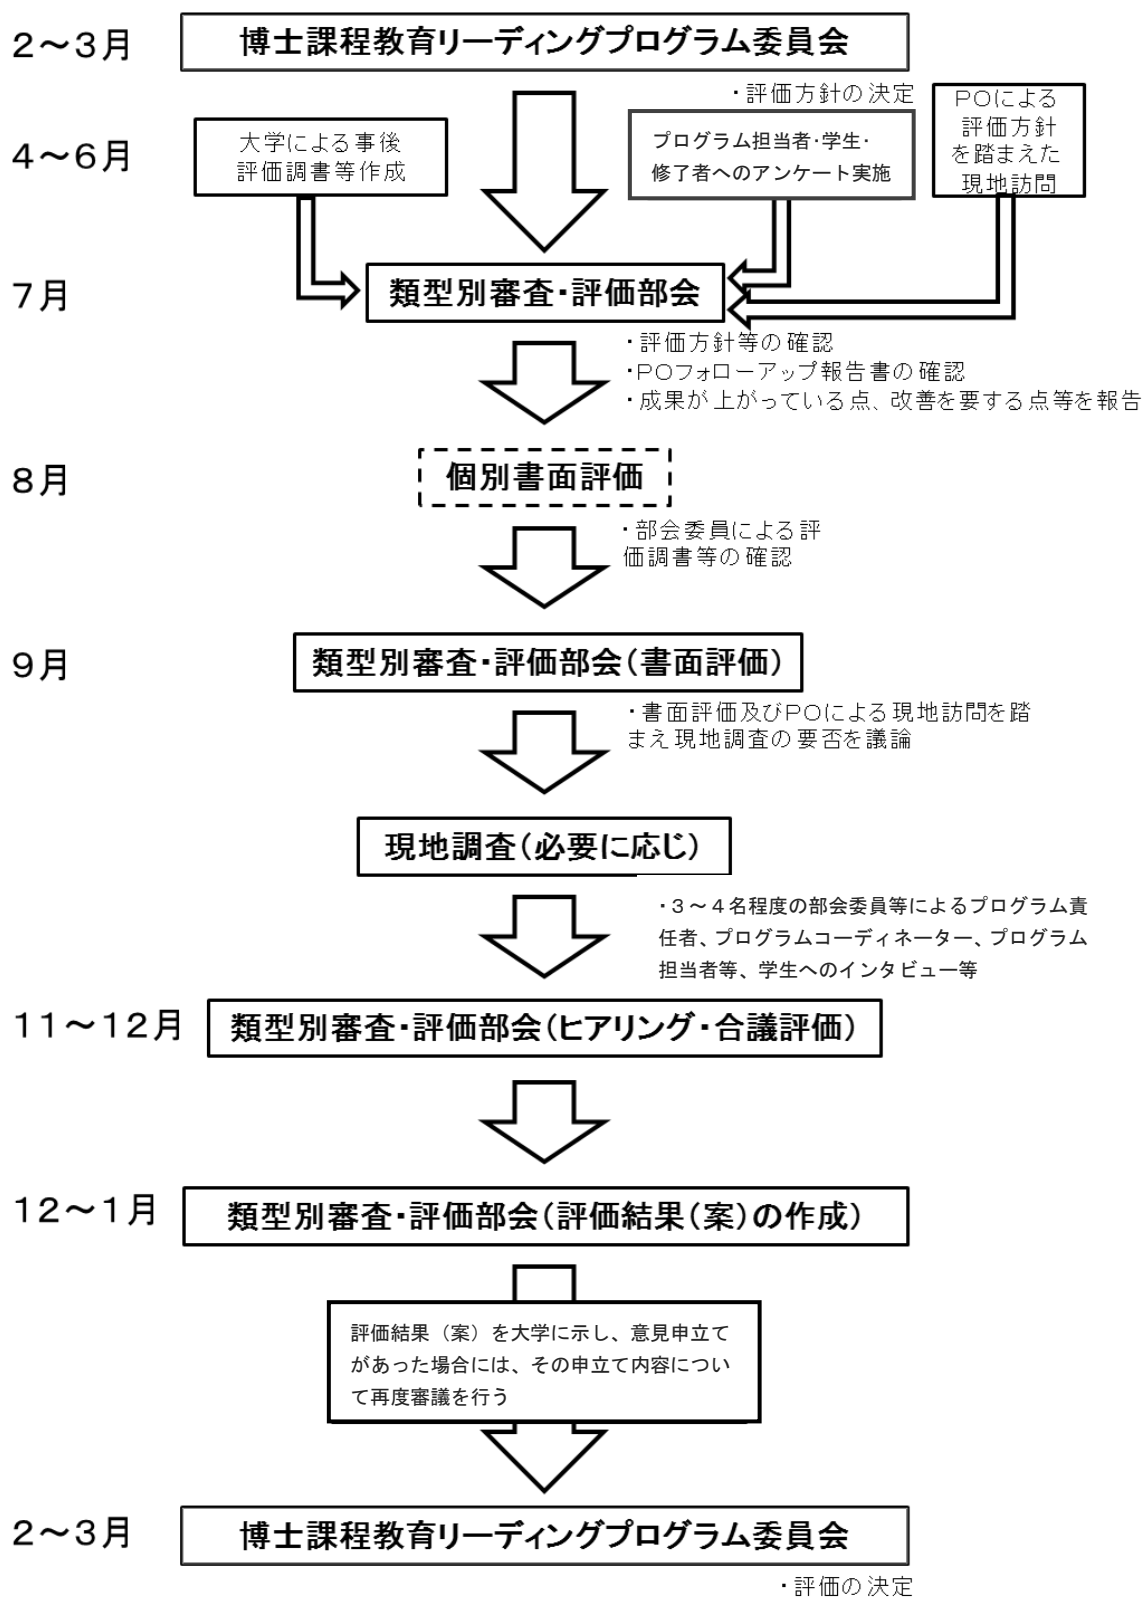 2～3月
博士課程教育リーディングプログラム委員会
・評価方針の決定
4～6月
大学による事後
評価調書等作成
プログラム担当者・学生・
修了者へのアンケート実施
POによる
評価方針
を踏まえた
現地訪問
7月
類型別審査・評価部会
・評価方針等の確認
・POフォローアップ報告書の確認
・成果が上がっている点、改善を要する点等を報告
8月
個別書面評価
・部会委員による評
価調書等の確認
9月
類型別審査・評価部会（書面評価）
・書面評価及びPOによる現地訪問を踏
まえ現地調査の要否を議論
現地調査（必要に応じ）
・３～４名程度の部会委員等によるプログラム責
任者、プログラムコーディネーター、プログラム
担当者等、学生へのインタビュー等
11～12月
類型別審査・評価部会（ヒアリング・合議評価）
12～1月
類型別審査・評価部会（評価結果（案）の作成）
評価結果（案）を大学に示し、意見申立て
があった場合には、その申立て内容につい
て再度審議を行う
2～3月
博士課程教育リーディングプログラム委員会
・評価の決定